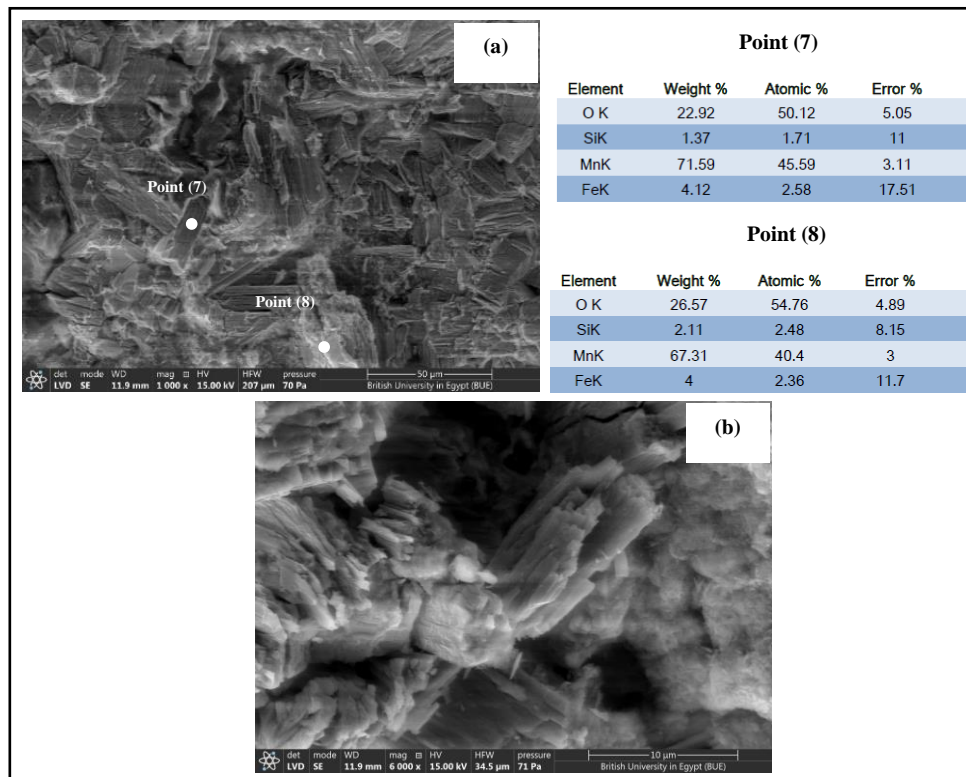 (a)
Point (7)
Point (8)
det mode WD mag HV HFW pressure 50 µm
LVD SE 11.9 mm 1 000 x 15.00 kV 207 µm 70 Pa British University in Egypt (BUE)
Point (7)
Element Weight % Atomic % Error %
O K 22.92 50.12 5.05
SiK 1.37 1.71 11
MnK 71.59 45.59 3.11
FeK 4.12 2.58 17.51
Point (8)
Element Weight % Atomic % Error %
O K 26.57 54.76 4.89
SiK 2.11 2.48 8.15
MnK 67.31 40.4 3
FeK 4 2.36 11.7
(b)
det mode WD mag HV HFW pressure 10 µm
LVD SE 11.9 mm 6 000 x 15.00 kV 34.5 µm 71 Pa British University in Egypt (BUE)